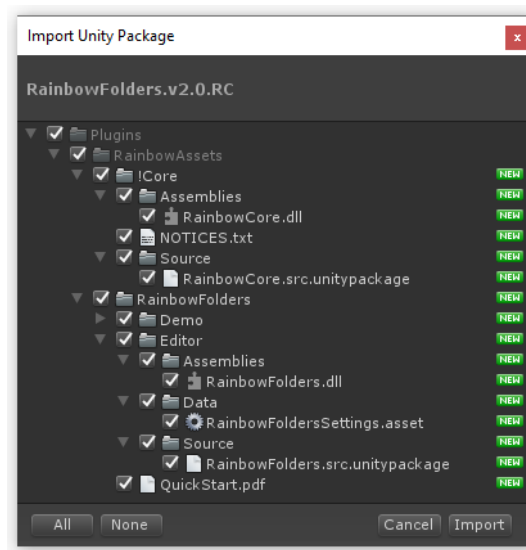 Import Unity Package
x
RainbowFolders.v2.0.RC
Plugins
RainbowAssets
!Core NEW
Assemblies NEW
RainbowCore.dll NEW
NOTICES.txt NEW
Source NEW
RainbowCore.src.unitypackage NEW
RainbowFolders NEW
Demo NEW
Editor NEW
Assemblies NEW
RainbowFolders.dll NEW
Data NEW
RainbowFoldersSettings.asset NEW
Source NEW
RainbowFolders.src.unitypackage NEW
QuickStart.pdf NEW
All None Cancel Import